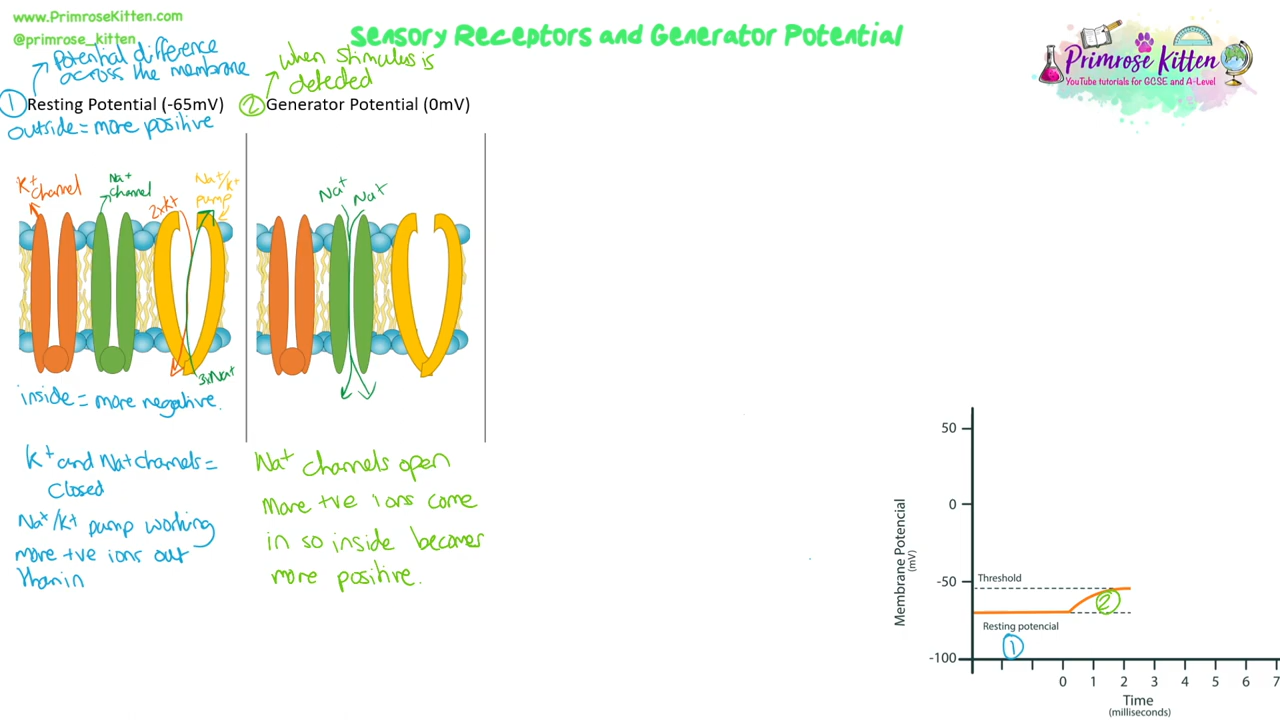 www.PrimroseKitten.com
@primrose_kitten
Sensory Receptors and Generator Potential
Primrose Kitten
YouTube tutorials for GCSE and A-Level
Potential difference
across the membrane
① Resting Potential (-65mV)
outside = more positive
K+ channel
Na+
channel
2xK+
Na+/K+
pump
3xNa+
inside = more negative.
K+ and Na+ channels =
closed
Na+/K+ pump working
more +ve ions out
than in
when stimulus is
detected
② Generator Potential (0mV)
Na+ Na+
Na+ channels open
More +ve ions come
in so inside becomes
more positive.
Membrane Potencial
(mV)
50
0
-50
-100
Threshold
②
Resting potencial
①
0 1 2 3 4 5 6 7
Time
(milliseconds)